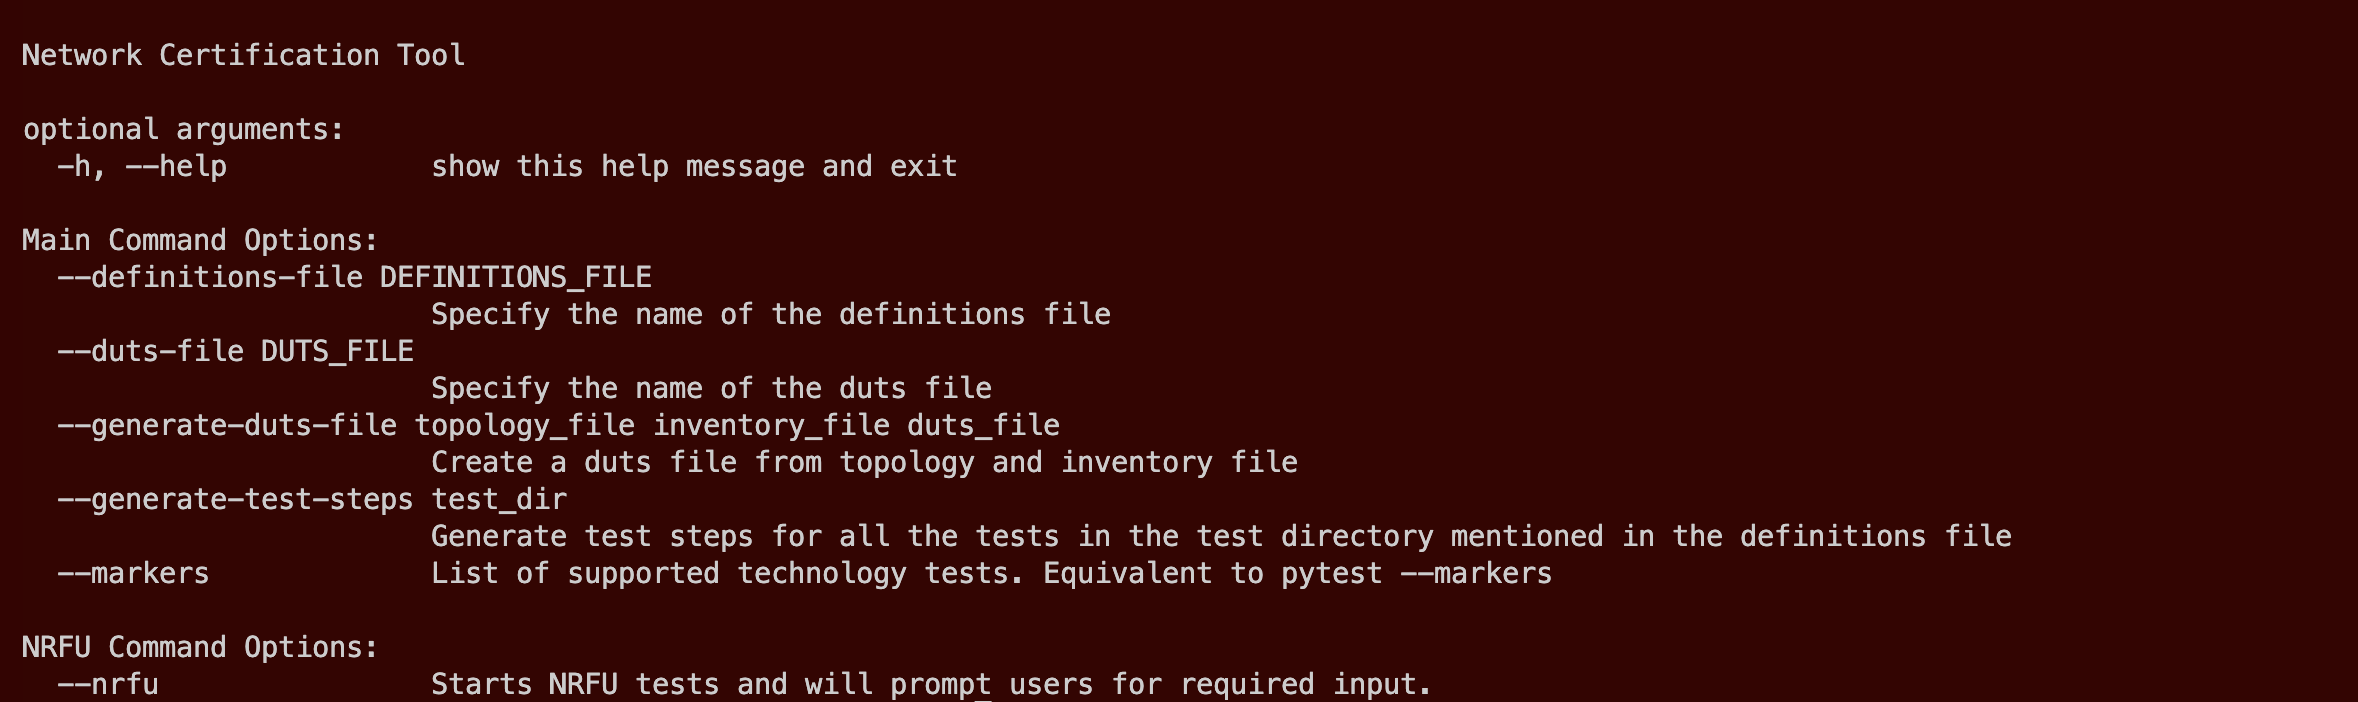 Network Certification Tool
optional arguments:
-h, --help show this help message and exit
Main Command Options:
--definitions-file DEFINITIONS_FILE
Specify the name of the definitions file
--duts-file DUTS_FILE
Specify the name of the duts file
--generate-duts-file topology_file inventory_file duts_file
Create a duts file from topology and inventory file
--generate-test-steps test_dir
Generate test steps for all the tests in the test directory mentioned in the definitions file
--markers List of supported technology tests. Equivalent to pytest --markers
NRFU Command Options:
--nrfu Starts NRFU tests and will prompt users for required input.